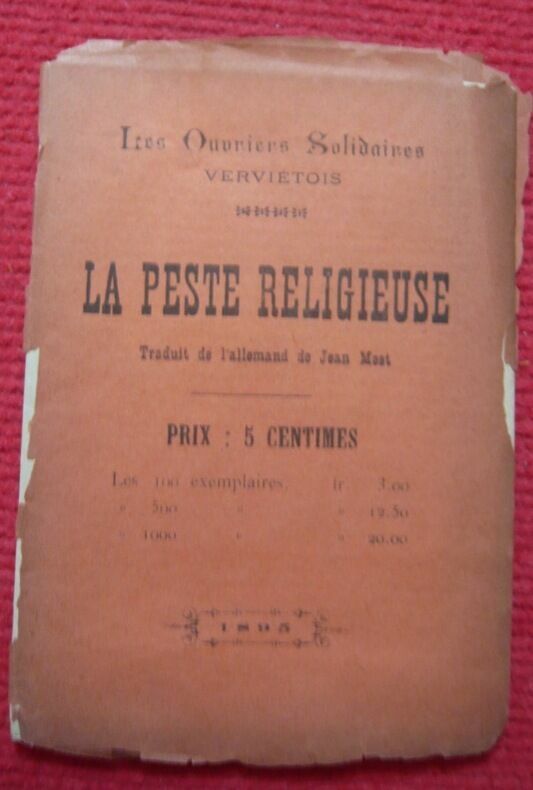 Les Ouvriers Solidaires
VERVIÉTOIS
LA PESTE RELIGIEUSE
Traduit de l'allemand de Jean Most
PRIX : 5 CENTIMES
Les 100 exemplaires, fr 3.00
" 500 " " 12.50
" 1000 " " 20.00
1895